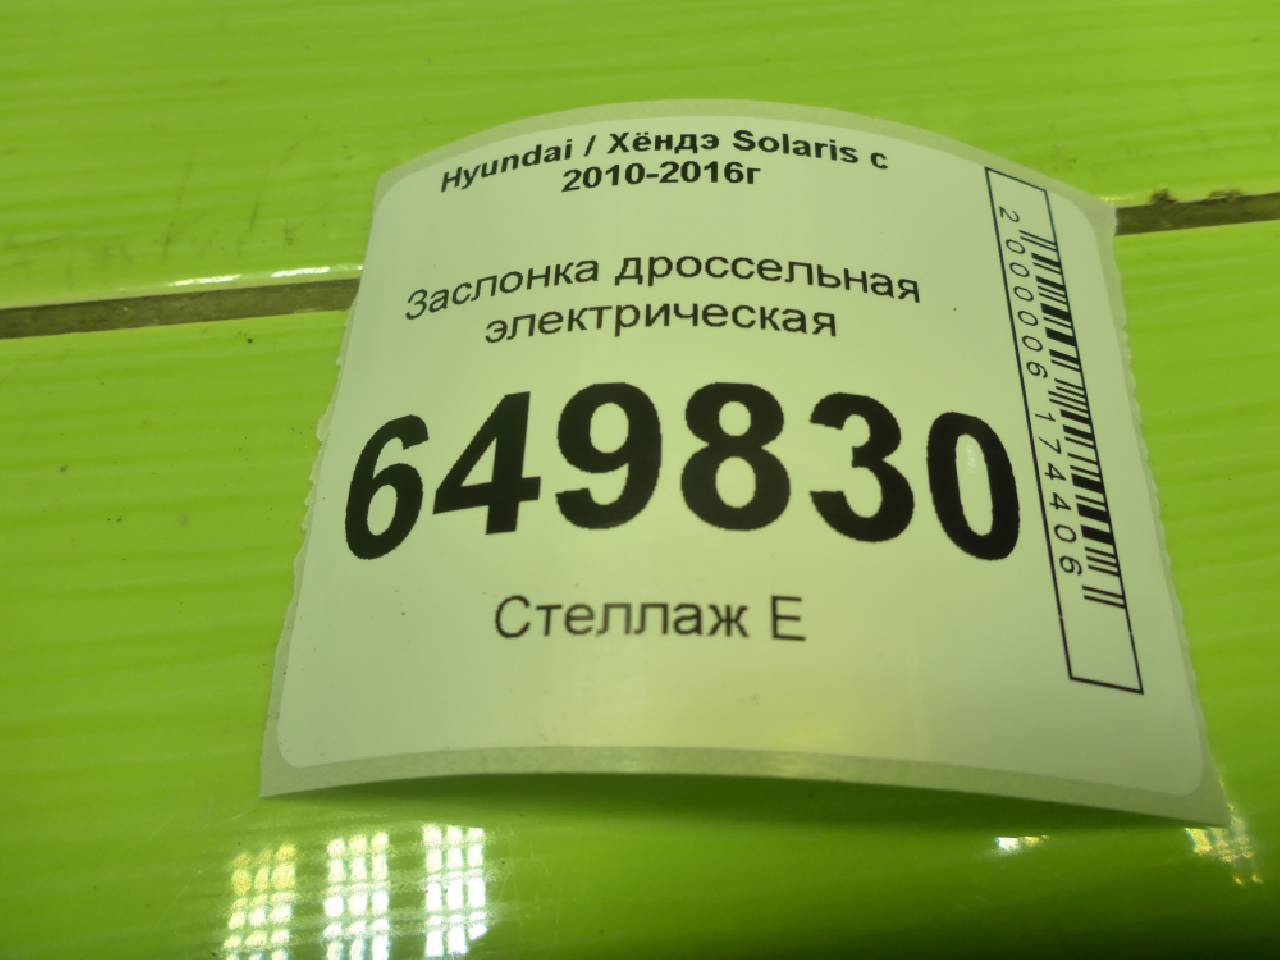 Hyundai / Хёндэ Solaris с
2010-2016г
Заслонка дроссельная
электрическая
649830
Стеллаж Е
2000006174406